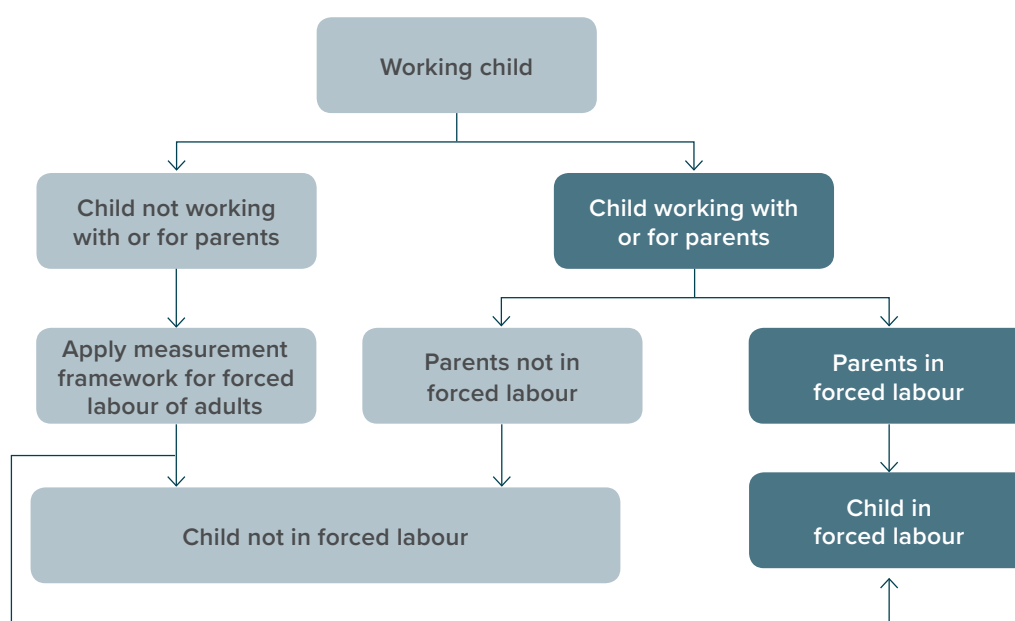 Working child
Child not working
with or for parents
Child working with
or for parents
Apply measurement
framework for forced
labour of adults
Parents not in
forced labour
Parents in
forced labour
Child not in forced labour
Child in
forced labour